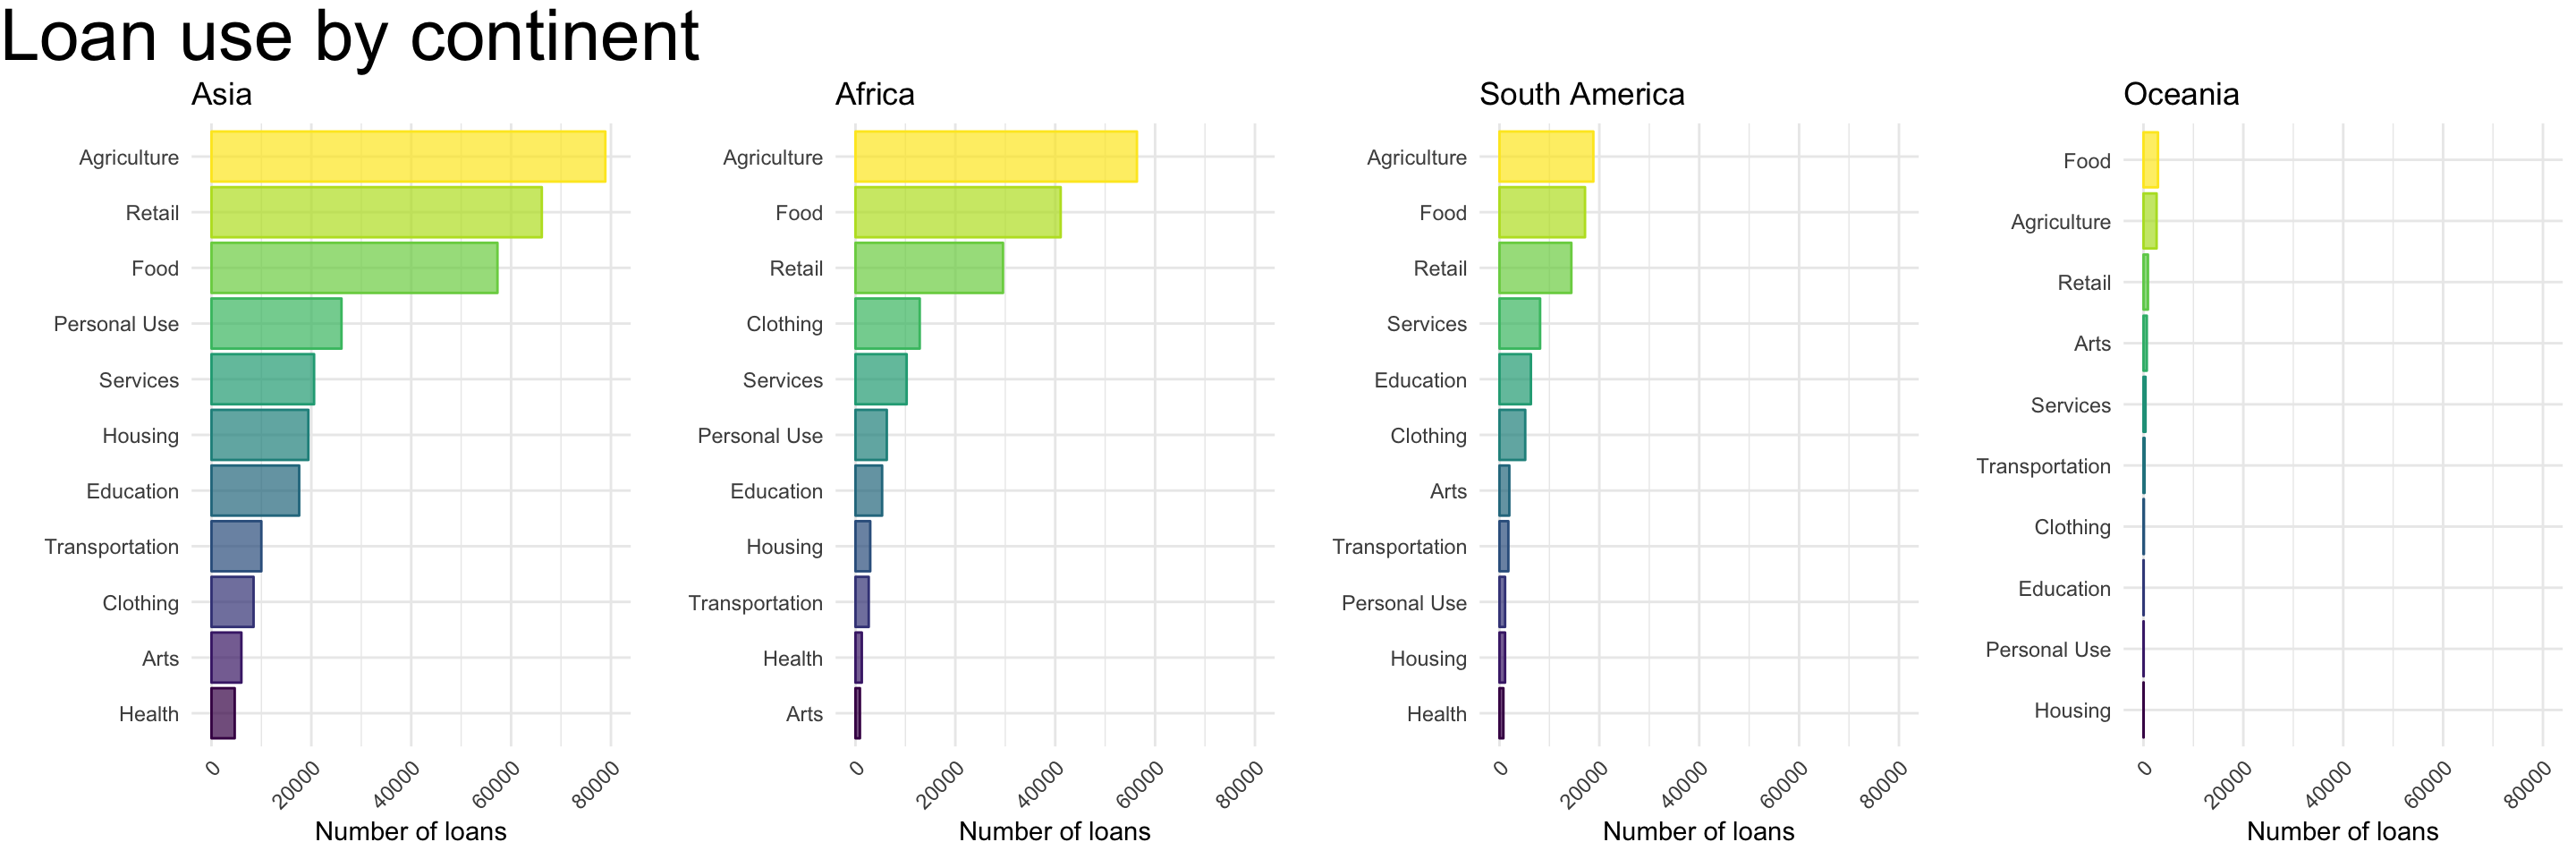 Loan use by continent
Asia
Agriculture
Retail
Food
Personal Use
Services
Housing
Education
Transportation
Clothing
Arts
Health
0 20000 40000 60000 80000
Number of loans
Africa
Agriculture
Food
Retail
Clothing
Services
Personal Use
Education
Housing
Transportation
Health
Arts
0 20000 40000 60000 80000
Number of loans
South America
Agriculture
Food
Retail
Services
Education
Clothing
Arts
Transportation
Personal Use
Housing
Health
0 20000 40000 60000 80000
Number of loans
Oceania
Food
Agriculture
Retail
Arts
Services
Transportation
Clothing
Education
Personal Use
Housing
0 20000 40000 60000 80000
Number of loans